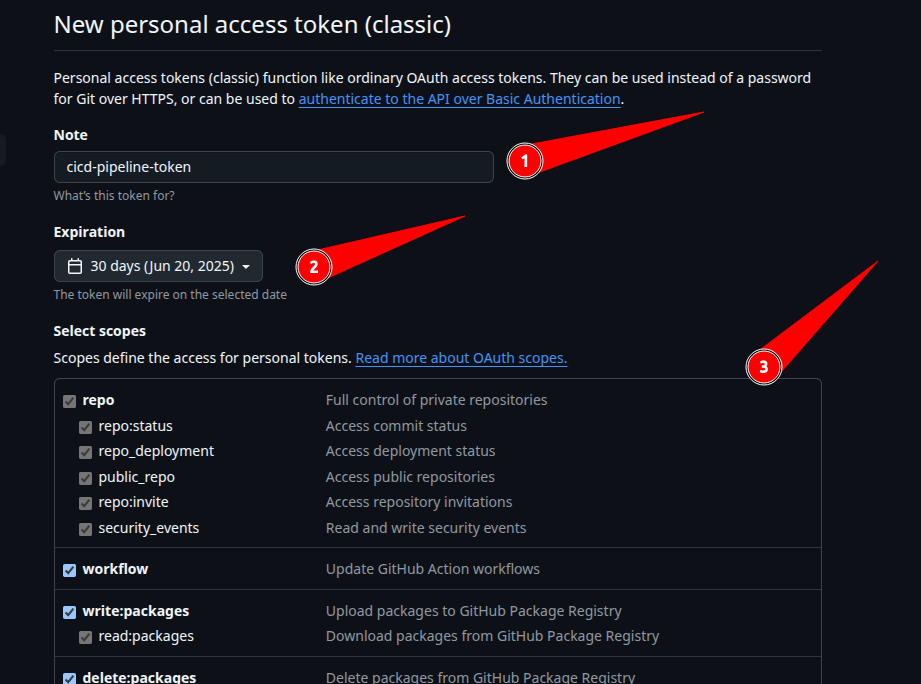 New personal access token (classic)
Personal access tokens (classic) function like ordinary OAuth access tokens. They can be used instead of a password
for Git over HTTPS, or can be used to authenticate to the API over Basic Authentication.
Note
cicd-pipeline-token
1
What's this token for?
Expiration
30 days (Jun 20, 2025)
2
The token will expire on the selected date
Select scopes
Scopes define the access for personal tokens. Read more about OAuth scopes.
3
repo Full control of private repositories
repo:status Access commit status
repo_deployment Access deployment status
public_repo Access public repositories
repo:invite Access repository invitations
security_events Read and write security events
workflow Update GitHub Action workflows
write:packages Upload packages to GitHub Package Registry
read:packages Download packages from GitHub Package Registry
delete:packages Delete packages from GitHub Package Registry